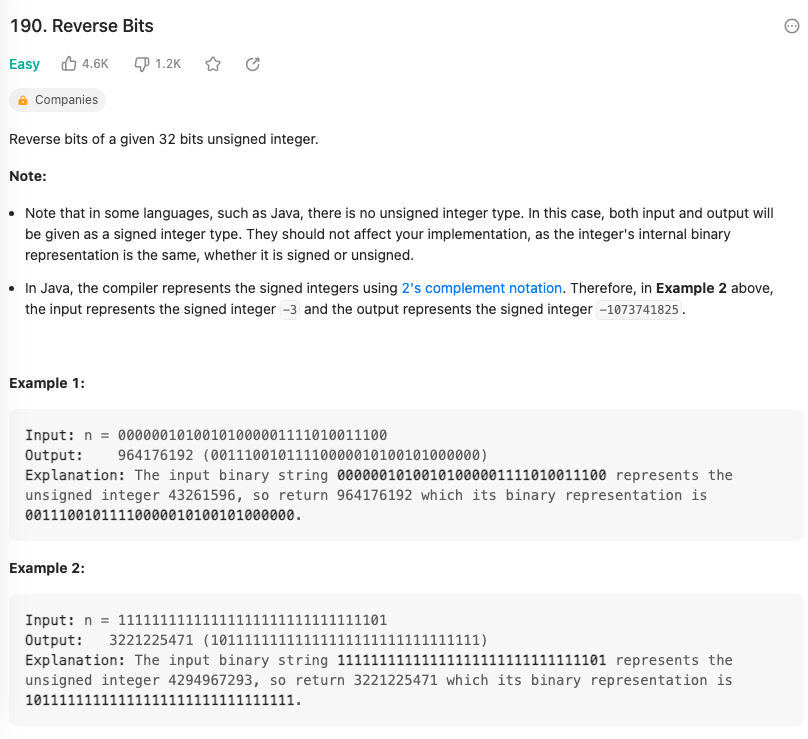 190. Reverse Bits
Easy 4.6K 1.2K
Companies
Reverse bits of a given 32 bits unsigned integer.
Note:
• Note that in some languages, such as Java, there is no unsigned integer type. In this case, both input and output will
be given as a signed integer type. They should not affect your implementation, as the integer's internal binary
representation is the same, whether it is signed or unsigned.
• In Java, the compiler represents the signed integers using 2's complement notation. Therefore, in Example 2 above,
the input represents the signed integer -3 and the output represents the signed integer -1073741825.
Example 1:
Input: n = 00000010100101000001111010011100
Output:    964176192 (00111001011110000010100101000000)
Explanation: The input binary string 00000010100101000001111010011100 represents the
unsigned integer 43261596, so return 964176192 which its binary representation is
00111001011110000010100101000000.
Example 2:
Input: n = 11111111111111111111111111111101
Output:   3221225471 (10111111111111111111111111111111)
Explanation: The input binary string 11111111111111111111111111111101 represents the
unsigned integer 4294967293, so return 3221225471 which its binary representation is
10111111111111111111111111111111.